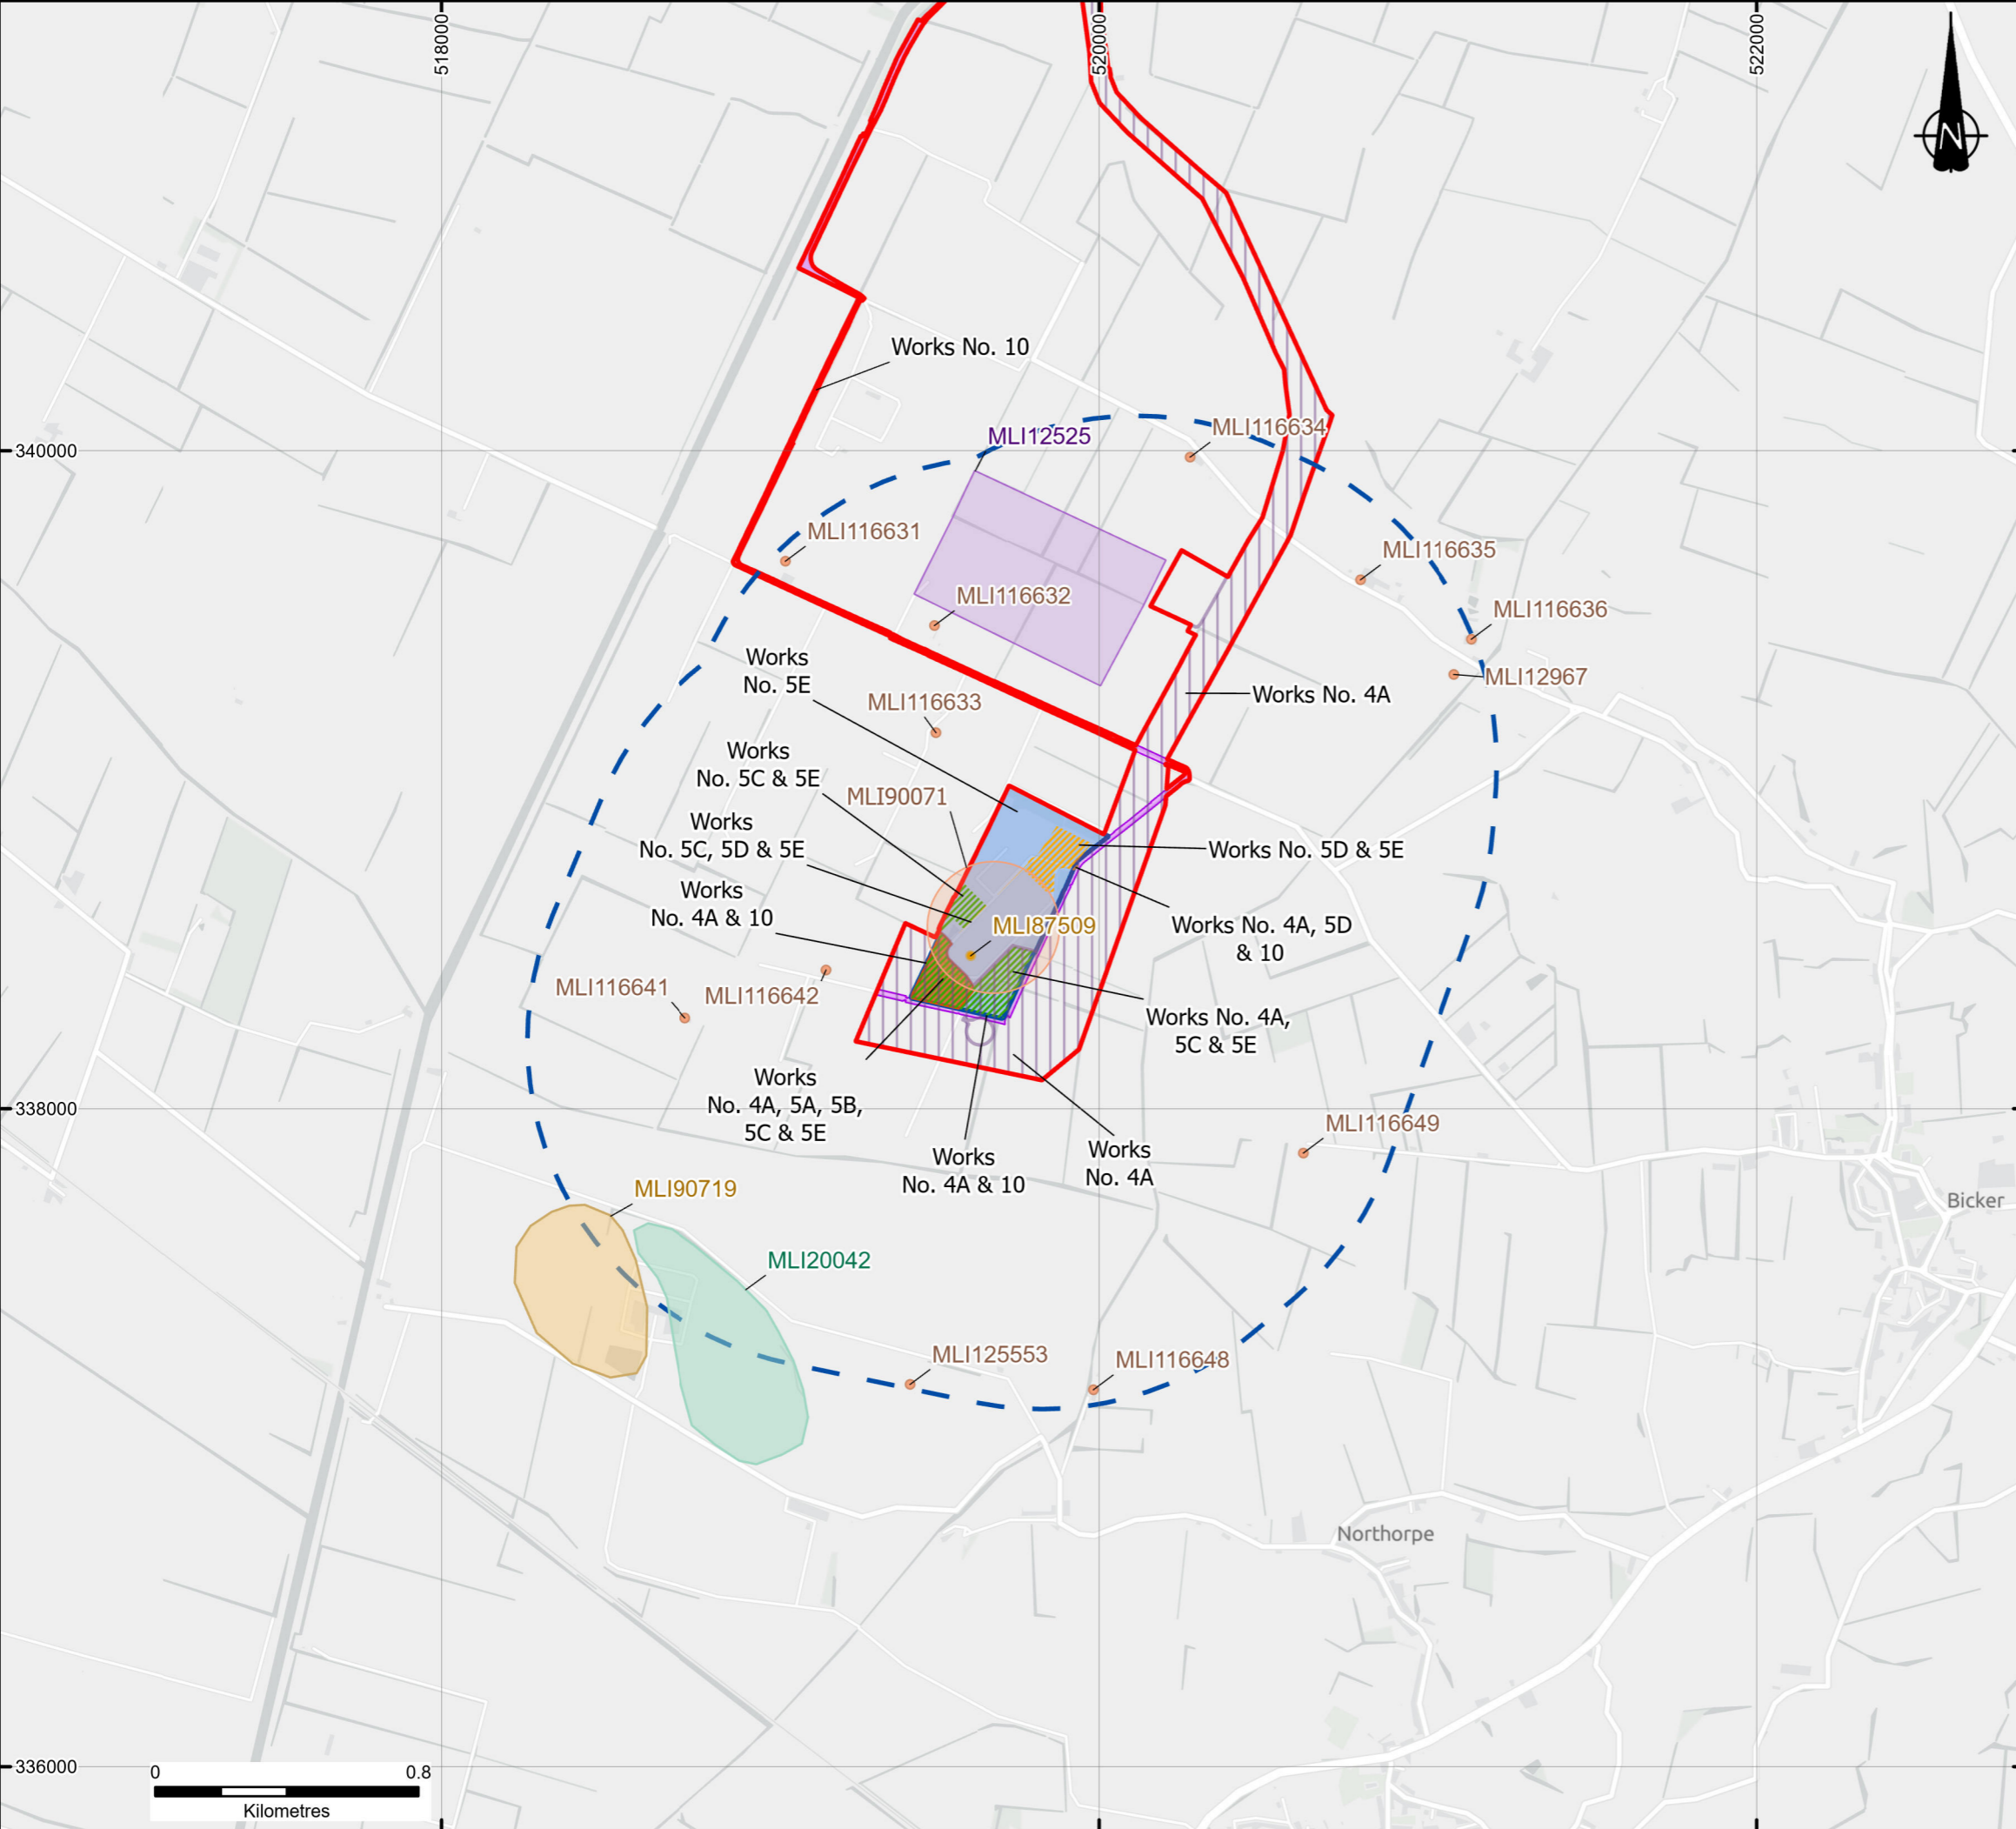 518000
520000
522000
N
Works No. 10
MLI12525
MLI116634
340000
MLI116631
MLI116635
MLI116632
MLI116636
Works
No. 5E
MLI12967
Works No. 4A
MLI116633
Works
No. 5C & 5E
MLI90071
Works
No. 5C, 5D & 5E
Works No. 5D & 5E
Works
No. 4A & 10
MLI87509
Works No. 4A, 5D
& 10
MLI116641
MLI116642
Works No. 4A,
5C & 5E
Works
No. 4A, 5A, 5B,
5C & 5E
338000
MLI116649
Works
No. 4A & 10
Works
No. 4A
MLI90719
Bicker
MLI20042
MLI125553
MLI116648
Northorpe
336000
0 0.8
Kilometres